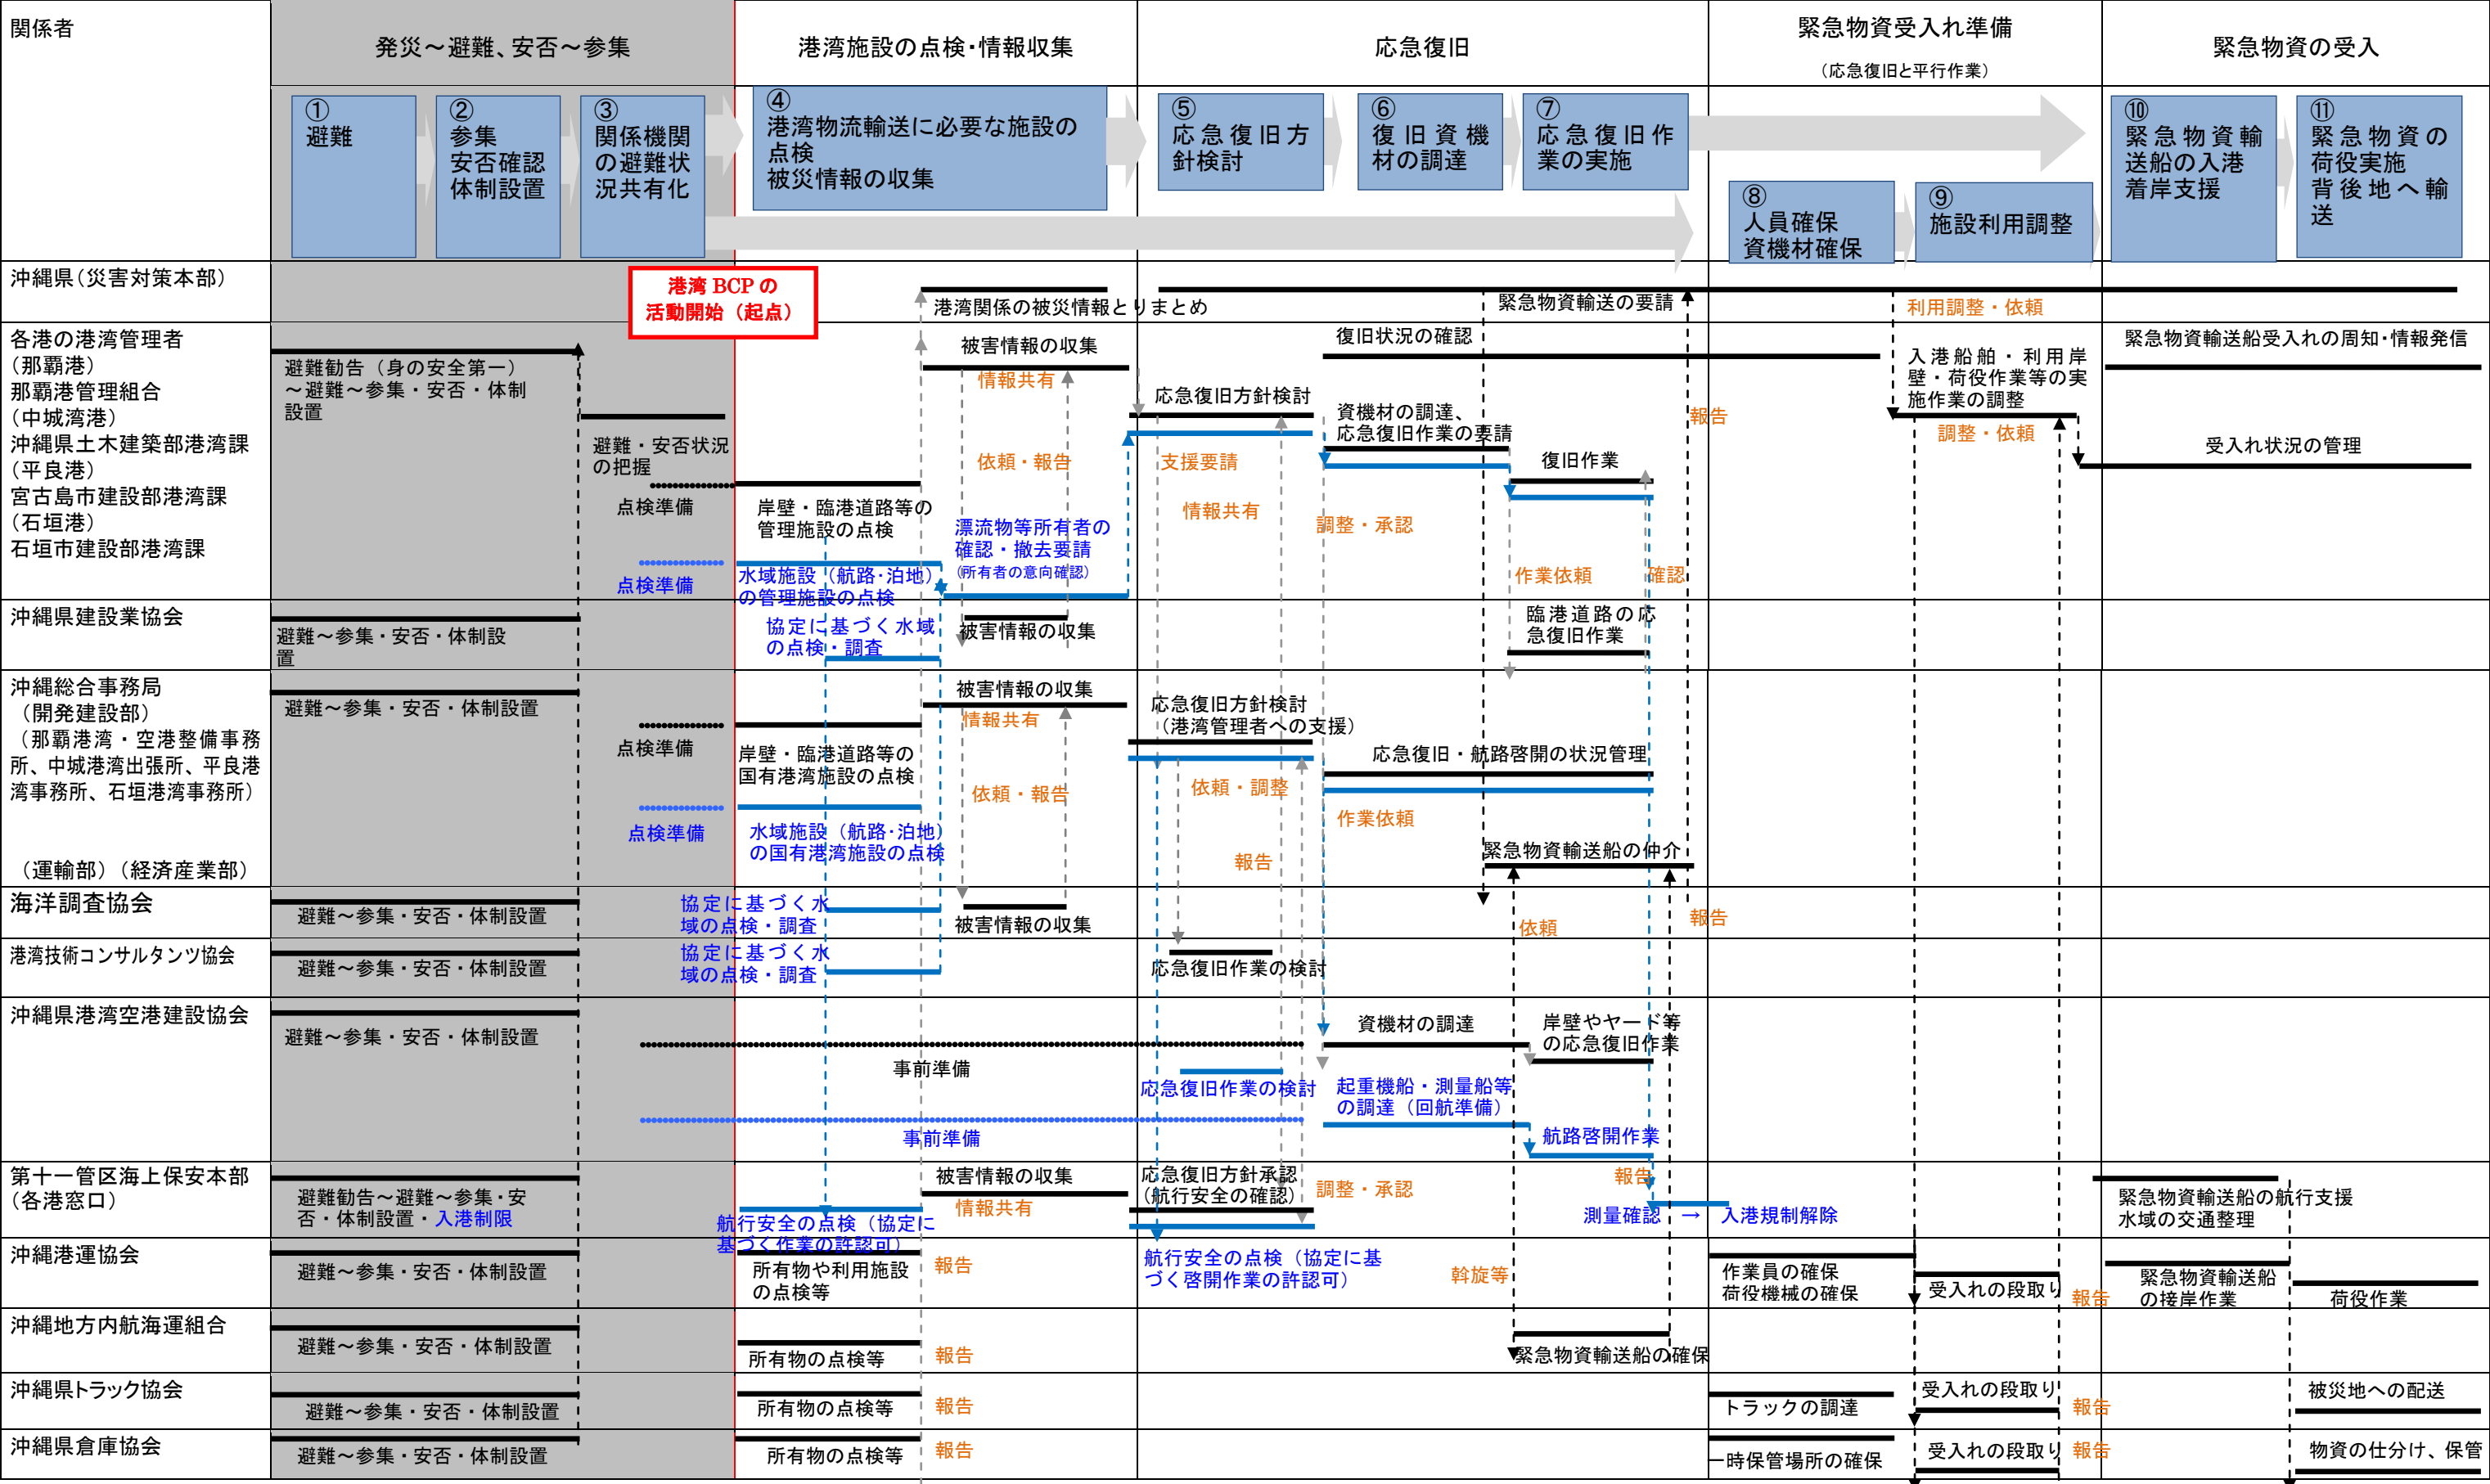 関係者
発災～避難、安否～参集
港湾施設の点検・情報収集
応急復旧
緊急物資受入れ準備
（応急復旧と平行作業）
緊急物資の受入
①
避難
②
参集
安否確認
体制設置
③
関係機関
の避難状
況共有化
④
港湾物流輸送に必要な施設の
点検
被災情報の収集
⑤
応急復旧方
針検討
⑥
復旧資機
材の調達
⑦
応急復旧作
業の実施
⑧
人員確保
資機材確保
⑨
施設利用調整
⑩
緊急物資輸
送船の入港
着岸支援
⑪
緊急物資の
荷役実施
背後地へ輸
送
沖縄県（災害対策本部）
港湾 BCP の
活動開始（起点）
港湾関係の被災情報とりまとめ
緊急物資輸送の要請
利用調整・依頼
各港の港湾管理者
（那覇港）
那覇港管理組合
（中城湾港）
沖縄県土木建築部港湾課
（平良港）
宮古島市建設部港湾課
（石垣港）
石垣市建設部港湾課
避難勧告（身の安全第一）
～避難～参集・安否・体制
設置
避難・安否状況
の把握
点検準備
点検準備
岸壁・臨港道路等の
管理施設の点検
水域施設（航路・泊地）
の管理施設の点検
被害情報の収集
情報共有
依頼・報告
漂流物等所有者の
確認・撤去要請
（所有者の意向確認）
応急復旧方針検討
支援要請
情報共有
復旧状況の確認
資機材の調達、
応急復旧作業の要請
調整・承認
復旧作業
作業依頼
確認
報告
入港船舶・利用岸
壁・荷役作業等の実
施作業の調整
調整・依頼
緊急物資輸送船受入れの周知・情報発信
受入れ状況の管理
沖縄県建設業協会
避難～参集・安否・体制設
置
協定に基づく水域
の点検・調査
被害情報の収集
臨港道路の応
急復旧作業
沖縄総合事務局
（開発建設部）
（那覇港湾・空港整備事務
所、中城港湾出張所、平良港
湾事務所、石垣港湾事務所）
（運輸部）（経済産業部）
避難～参集・安否・体制設置
点検準備
点検準備
岸壁・臨港道路等の
国有港湾施設の点検
水域施設（航路・泊地）
の国有港湾施設の点検
被害情報の収集
情報共有
依頼・報告
応急復旧方針検討
（港湾管理者への支援）
依頼・調整
報告
応急復旧・航路啓開の状況管理
作業依頼
緊急物資輸送船の仲介
海洋調査協会
避難～参集・安否・体制設置
協定に基づく水
域の点検・調査
被害情報の収集
依頼
報告
港湾技術コンサルタンツ協会
避難～参集・安否・体制設置
協定に基づく水
域の点検・調査
応急復旧作業の検討
沖縄県港湾空港建設協会
避難～参集・安否・体制設置
事前準備
事前準備
応急復旧作業の検討
資機材の調達
岸壁やヤード等
の応急復旧作業
起重機船・測量船等
の調達（回航準備）
航路啓開作業
第十一管区海上保安本部
（各港窓口）
避難勧告～避難～参集・安
否・体制設置・入港制限
航行安全の点検（協定に
基づく作業の許認可）
被害情報の収集
情報共有
応急復旧方針承認
（航行安全の確認）
調整・承認
航行安全の点検（協定に基
づく啓開作業の許認可）
報告
測量確認　→　入港規制解除
緊急物資輸送船の航行支援
水域の交通整理
沖縄港運協会
避難～参集・安否・体制設置
所有物や利用施設
の点検等
報告
斡旋等
作業員の確保
荷役機械の確保
受入れの段取り
報告
緊急物資輸送船
の接岸作業
荷役作業
沖縄地方内航海運組合
避難～参集・安否・体制設置
所有物の点検等
報告
緊急物資輸送船の確保
沖縄県トラック協会
避難～参集・安否・体制設置
所有物の点検等
報告
トラックの調達
受入れの段取り
報告
被災地への配送
沖縄県倉庫協会
避難～参集・安否・体制設置
所有物の点検等
報告
一時保管場所の確保
受入れの段取り
報告
物資の仕分け、保管